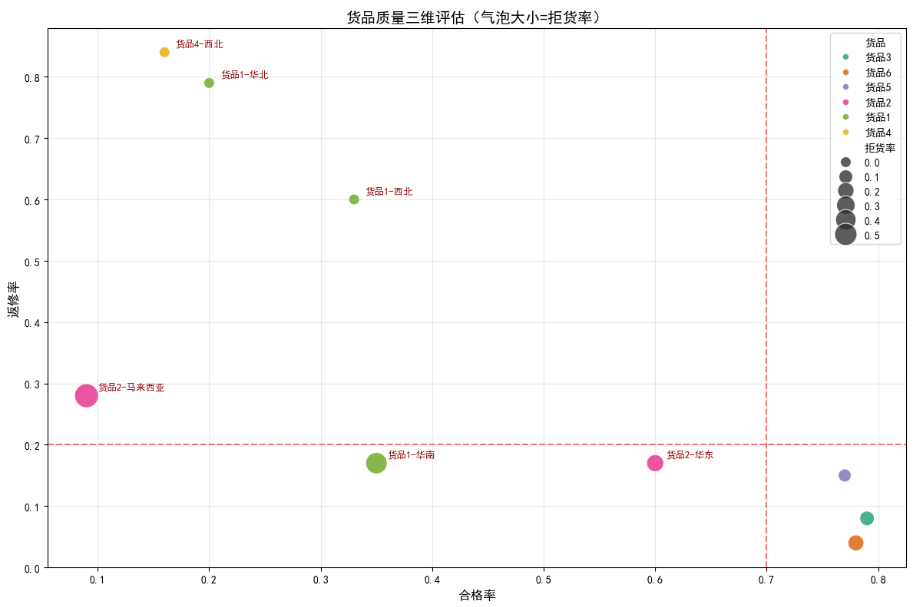 货品质量三维评估（气泡大小=拒货率）
货品4-西北
货品1-华北
货品1-西北
货品2-马来西亚
货品1-华南
货品2-华东
货品
货品3
货品6
货品5
货品2
货品1
货品4
拒货率
0.0
0.1
0.2
0.3
0.4
0.5
返修率
0.8
0.7
0.6
0.5
0.4
0.3
0.2
0.1
0.0
0.1 0.2 0.3 0.4 0.5 0.6 0.7 0.8
合格率